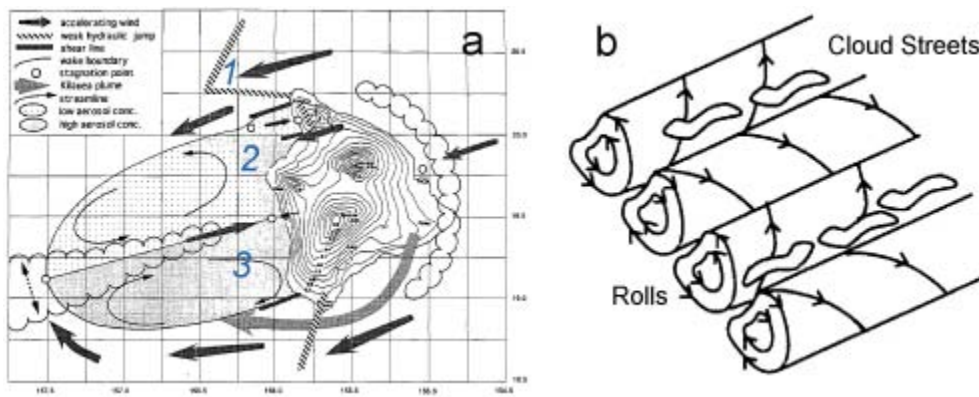 accelerating wind
weak hydraulic jump
shear line
wake boundary
stagnation point
Kilauea plume
streamline
low aerosol conc.
high aerosol conc.
a
1
2
3
b
Cloud Streets
Rolls